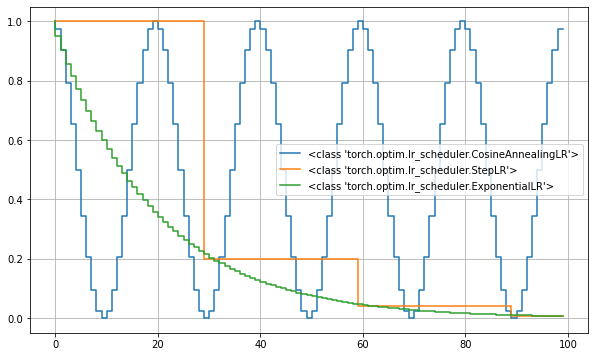 1.0
0.8
0.6
0.4
0.2
0.0
<class 'torch.optim.lr_scheduler.CosineAnnealingLR'>
<class 'torch.optim.lr_scheduler.StepLR'>
<class 'torch.optim.lr_scheduler.ExponentialLR'>
0 20 40 60 80 100